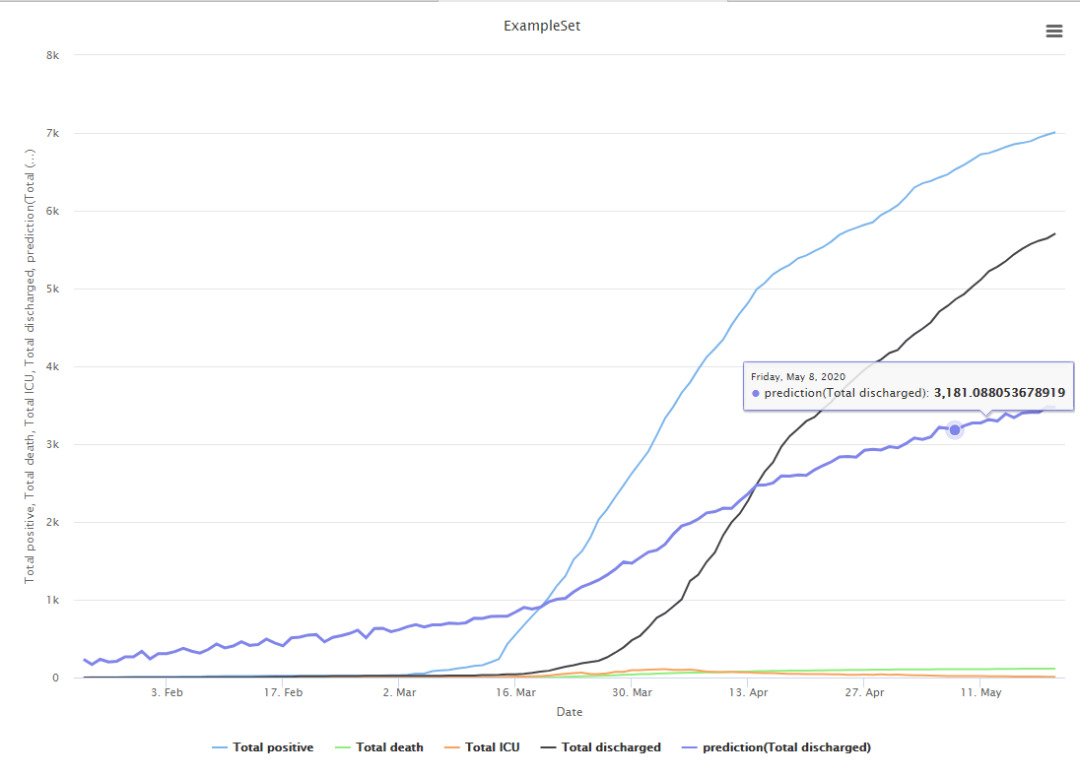 ExampleSet
8k
7k
6k
5k
4k
3k
2k
1k
0
Total positive, Total death, Total ICU, Total discharged, prediction(Total (...)
Friday, May 8, 2020
prediction(Total discharged): 3,181.088053678919
3. Feb 17. Feb 2. Mar 16. Mar 30. Mar 13. Apr 27. Apr 11. May
Date
Total positive Total death Total ICU Total discharged prediction(Total discharged)